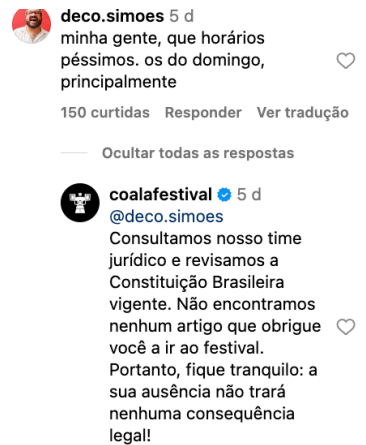 deco.simoes 5 d
minha gente, que horários
péssimos. os do domingo,
principalmente
150 curtidas Responder Ver tradução
Ocultar todas as respostas
coalafestival 5 d
@deco.simoes
Consultamos nosso time
jurídico e revisamos a
Constituição Brasileira
vigente. Não encontramos
nenhum artigo que obrigue
você a ir ao festival.
Portanto, fique tranquilo: a
sua ausência não trará
nenhuma consequência
legal!